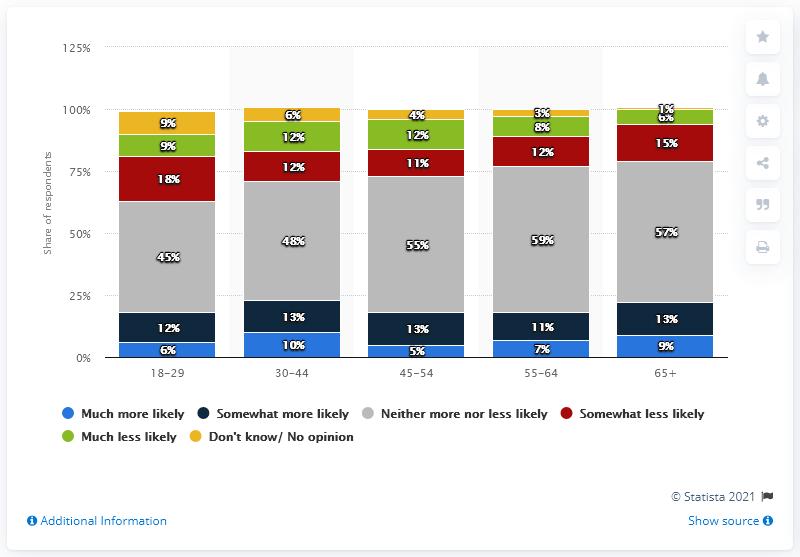 125%
100%
75%
50%
25%
0%
Share of respondents
9% 6% 4% 3% 1%
9% 12% 12% 8% 6%
18% 12% 11% 12% 15%
45% 48% 55% 59% 57%
12% 13% 13% 11% 13%
6% 10% 5% 7% 9%
18-29 30-44 45-54 55-64 65+
Much more likely Somewhat more likely Neither more nor less likely Somewhat less likely
Much less likely Don't know/ No opinion
© Statista 2021
Additional Information Show source